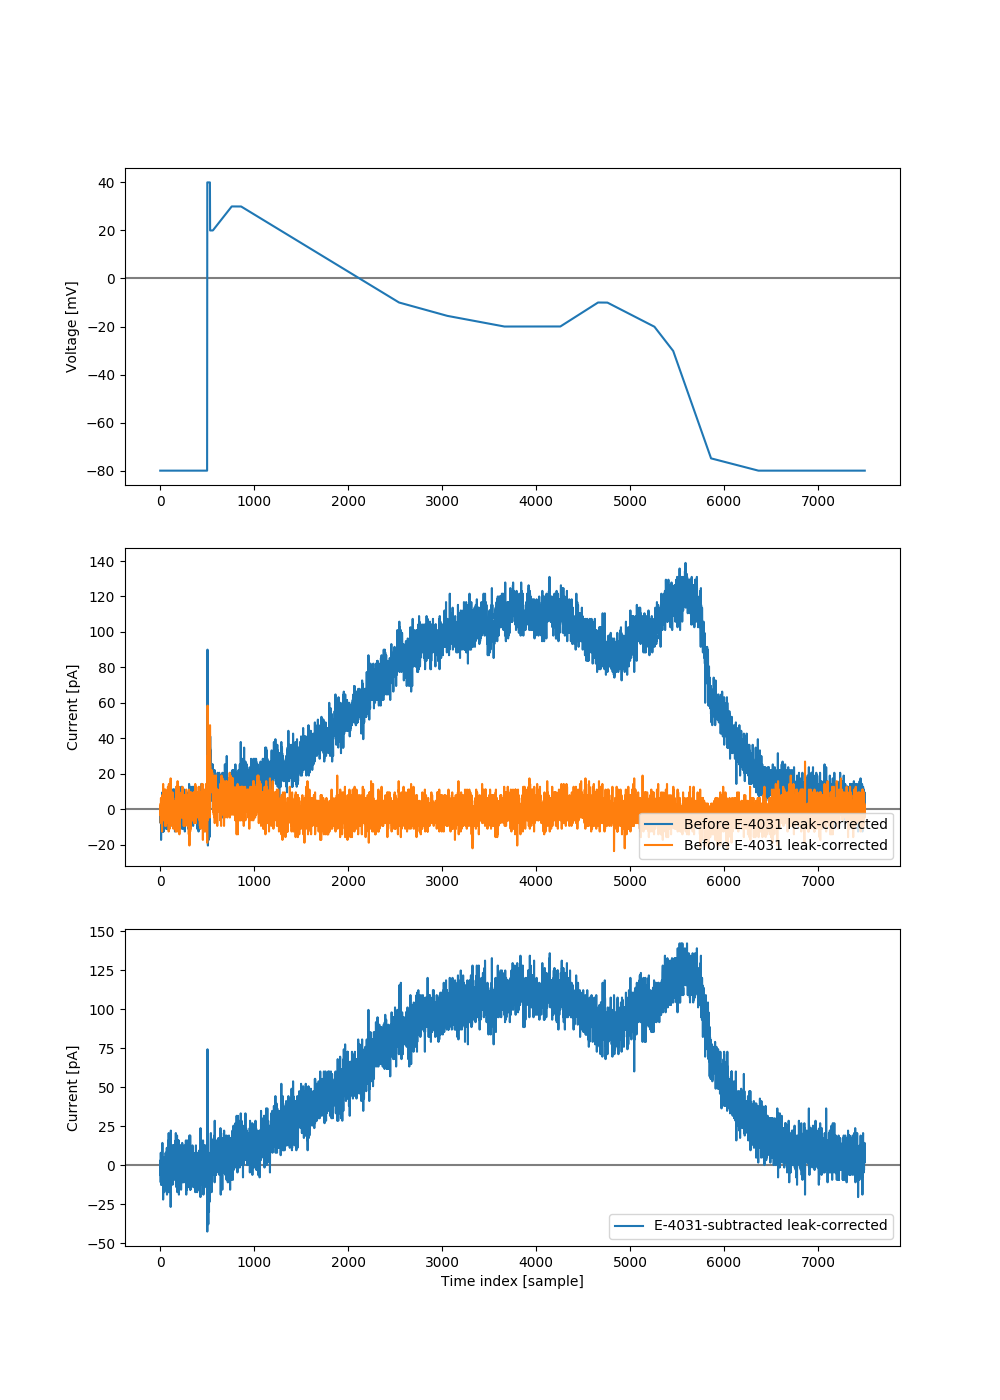 40
20
0
−20
−40
−60
−80
Voltage [mV]
0 1000 2000 3000 4000 5000 6000 7000
140
120
100
80
60
40
20
0
−20
Current [pA]
Before E-4031 leak-corrected
Before E-4031 leak-corrected
0 1000 2000 3000 4000 5000 6000 7000
150
125
100
75
50
25
0
−25
−50
Current [pA]
E-4031-subtracted leak-corrected
0 1000 2000 3000 4000 5000 6000 7000
Time index [sample]